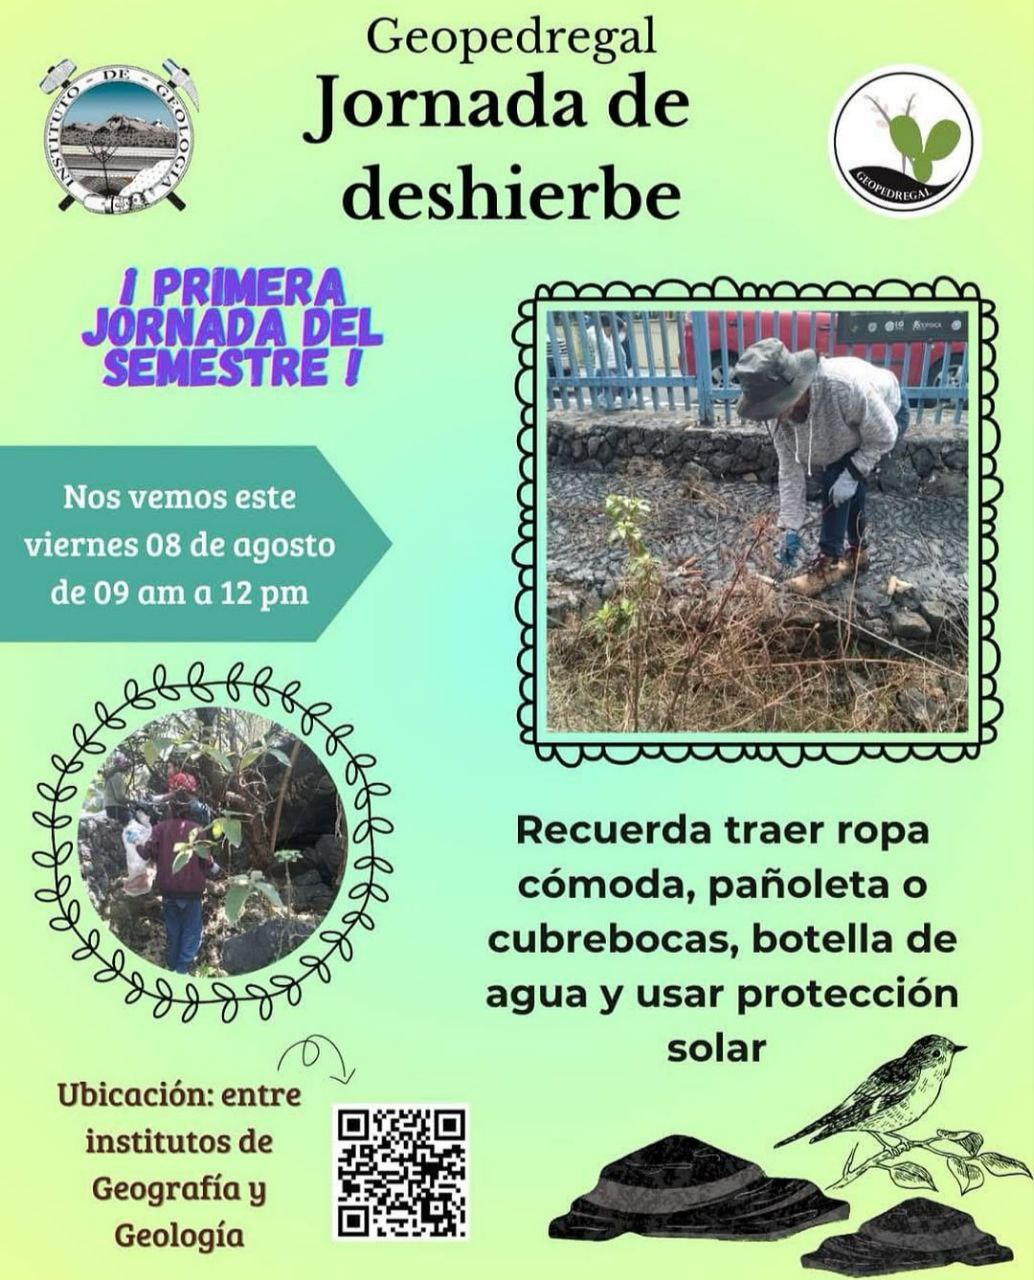 Geopedregal
Jornada de
deshierbe
INSTITUTO - DE - GEOLOGIA
GEOPEDREGAL
¡ PRIMERA
JORNADA DEL
SEMESTRE !
Nos vemos este
viernes 08 de agosto
de 09 am a 12 pm
Recuerda traer ropa
cómoda, pañoleta o
cubrebocas, botella de
agua y usar protección
solar
Ubicación: entre
institutos de
Geografía y
Geología